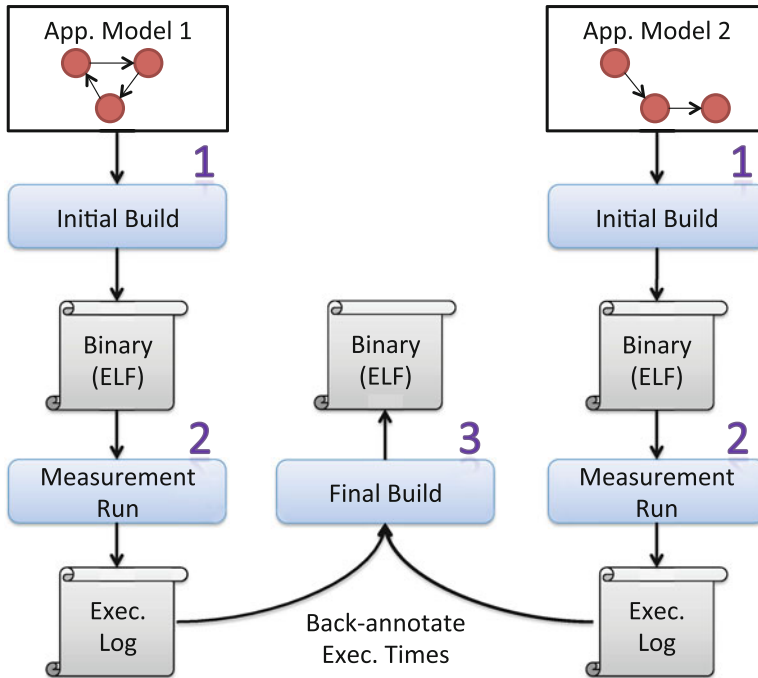 App. Model 1
App. Model 2
1
1
Initial Build
Initial Build
Binary
(ELF)
Binary
(ELF)
Binary
(ELF)
2
3
2
Measurement
Run
Final Build
Measurement
Run
Exec.
Log
Back-annotate
Exec. Times
Exec.
Log